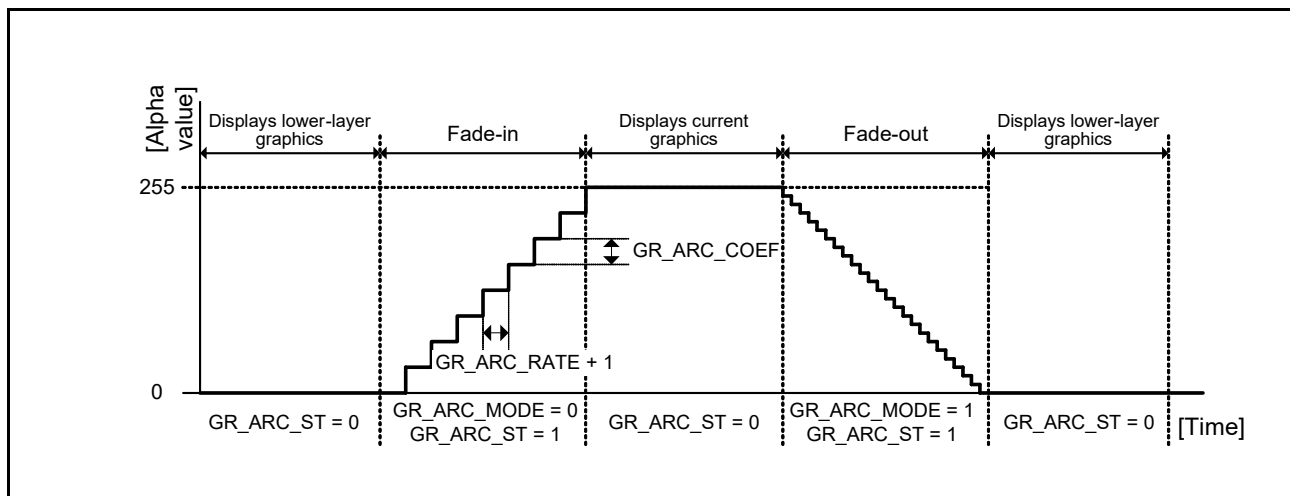 [Alpha
value]
Displays lower-layer
graphics
Fade-in
Displays current
graphics
Fade-out
Displays lower-layer
graphics
255
GR_ARC_COEF
GR_ARC_RATE + 1
0
GR_ARC_ST = 0
GR_ARC_MODE = 0
GR_ARC_ST = 1
GR_ARC_ST = 0
GR_ARC_MODE = 1
GR_ARC_ST = 1
GR_ARC_ST = 0
[Time]